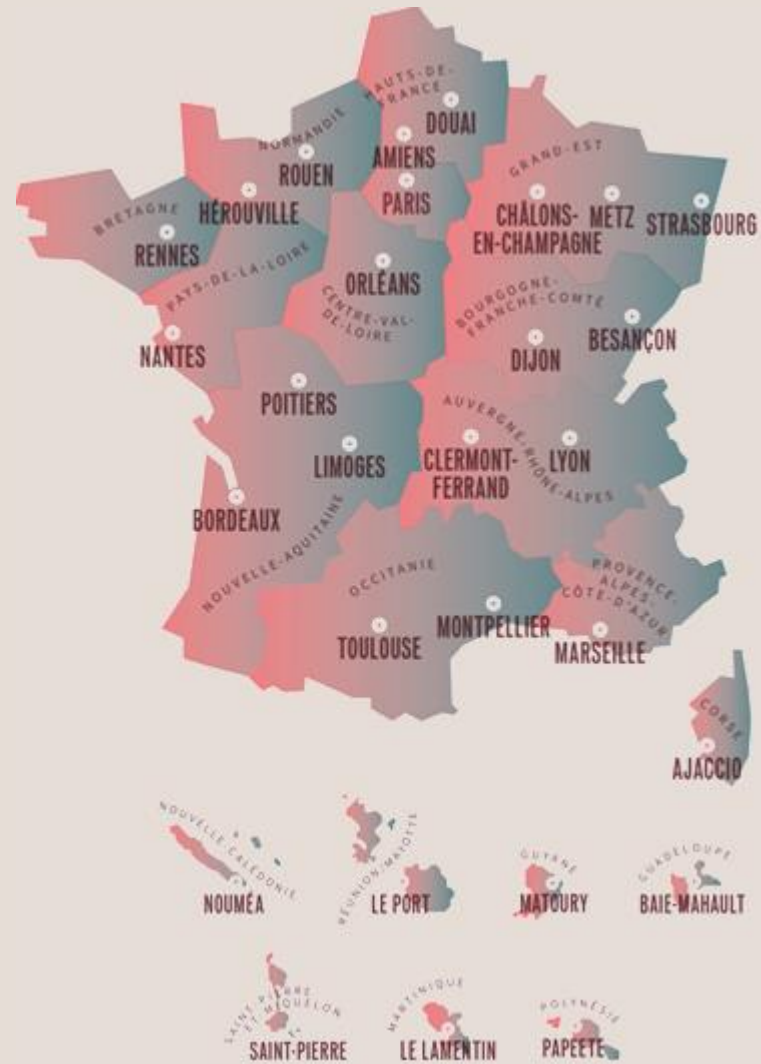 HAUTS-DE-
FRANCE
DOUAI
AMIENS
NORMANDIE
ROUEN
HÉROUVILLE
PARIS
GRAND-EST
CHÂLONS-
EN-CHAMPAGNE
METZ
STRASBOURG
BRETAGNE
RENNES
PAYS-DE-LA-LOIRE
NANTES
ORLÉANS
CENTRE-VAL-
DE-LOIRE
BOURGOGNE-
FRANCHE-COMTÉ
DIJON
BESANÇON
POITIERS
LIMOGES
BORDEAUX
NOUVELLE-AQUITAINE
AUVERGNE-RHÔNE-ALPES
CLERMONT-
FERRAND
LYON
OCCITANIE
TOULOUSE
MONTPELLIER
PROVENCE-
ALPES-
CÔTE-D'AZUR
MARSEILLE
CORSE
AJACCIO
NOUVELLE-CALÉDONIE
NOUMÉA
RÉUNION-MAYOTTE
LE PORT
GUYANE
MATOURY
GUADELOUPE
BAIE-MAHAULT
SAINT-PIERRE
ET-MIQUELON
SAINT-PIERRE
MARTINIQUE
LE LAMENTIN
POLYNÉSIE
PAPEETE